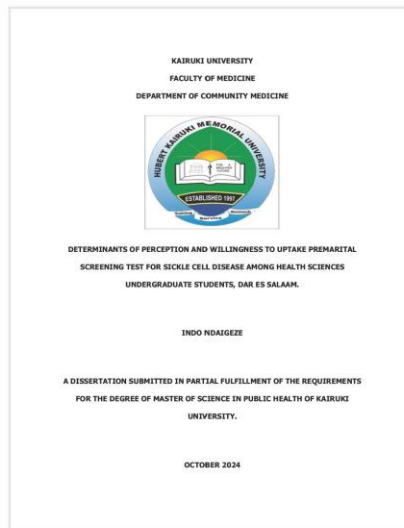 KAIRUKI UNIVERSITY
FACULTY OF MEDICINE
DEPARTMENT OF COMMUNITY MEDICINE
HUBERT KAIRUKI MEMORIAL UNIVERSITY
ESTABLISHED 1997
DETERMINANTS OF PERCEPTION AND WILLINGNESS TO UPTAKE PREMARITAL
SCREENING TEST FOR SICKLE CELL DISEASE AMONG HEALTH SCIENCES
UNDERGRADUATE STUDENTS, DAR ES SALAAM.
INDO NDAIGEZE
A DISSERTATION SUBMITTED IN PARTIAL FULFILLMENT OF THE REQUIREMENTS
FOR THE DEGREE OF MASTER OF SCIENCE IN PUBLIC HEALTH OF KAIRUKI
UNIVERSITY.
OCTOBER 2024